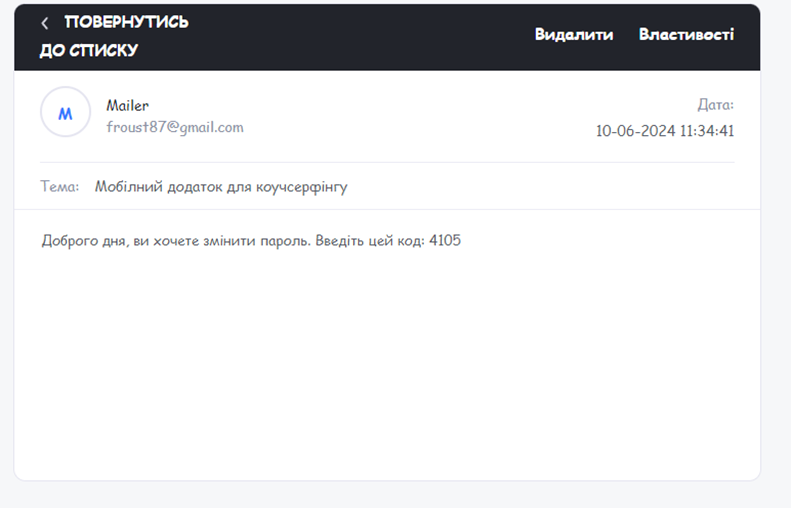 ПОВЕРНУТИСЬ
ДО СПИСКУ
Видалити Властивості
М
Mailer
froust87@gmail.com
Дата:
10-06-2024 11:34:41
Тема: Мобілний додаток для коучсерфінгу
Доброго дня, ви хочете змінити пароль. Введіть цей код: 4105